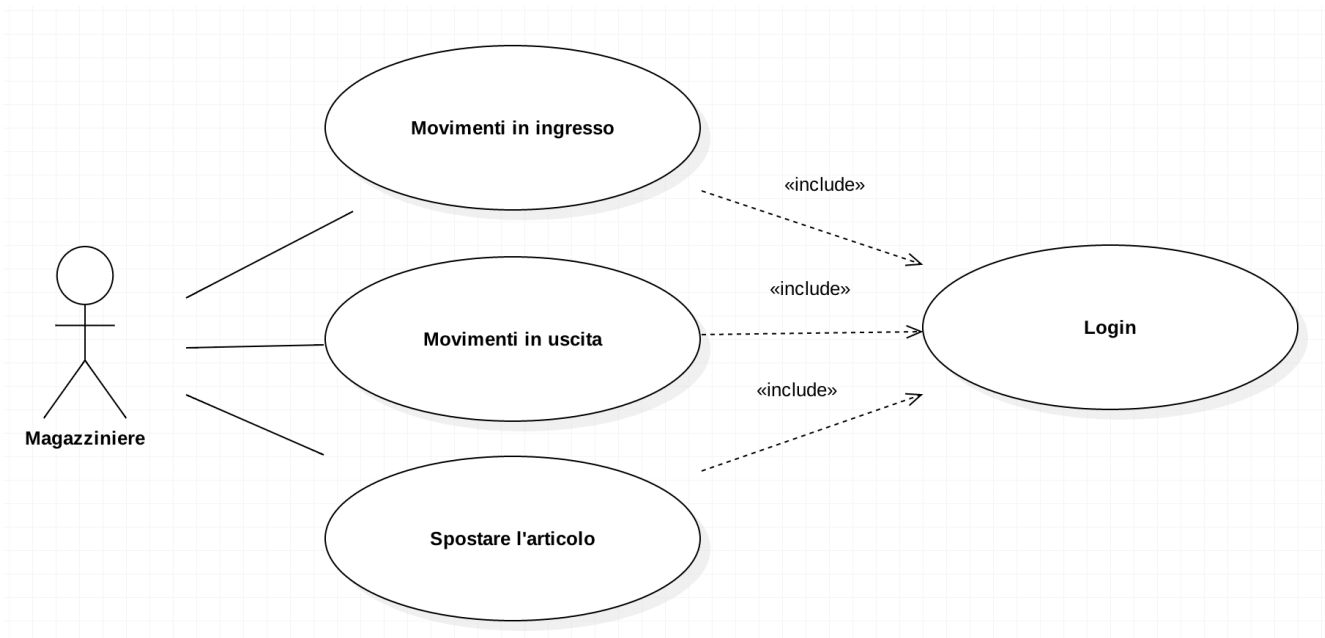 Movimenti in ingresso
«include»
«include»
Login
Movimenti in uscita
«include»
Magazziniere
Spostare l'articolo